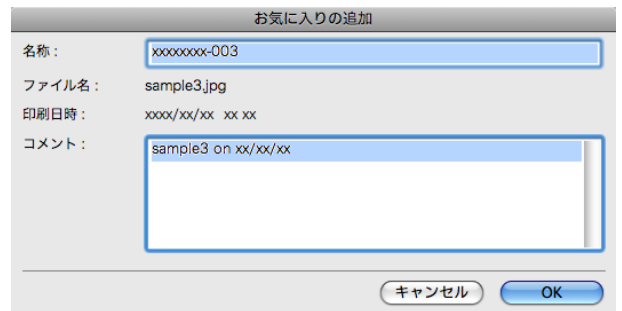 お気に入りの追加
名称： xxxxxxxx-003
ファイル名： sample3.jpg
印刷日時： xxxx/xx/xx xx xx
コメント： sample3 on xx/xx/xx
キャンセル OK